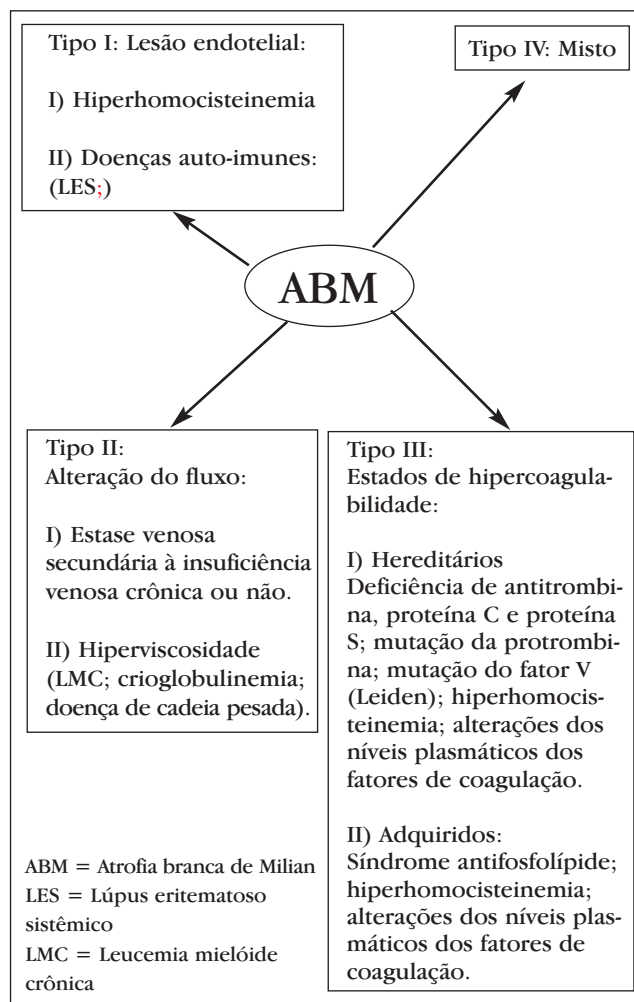 Tipo I: Lesão endotelial:
I) Hiperhomocisteinemia
II) Doenças auto-imunes:
(LES;)
Tipo IV: Misto
ABM
Tipo II:
Alteração do fluxo:
I) Estase venosa
secundária à insuficiência
venosa crônica ou não.
II) Hiperviscosidade
(LMC; crioglobulinemia;
doença de cadeia pesada).
Tipo III:
Estados de hipercoagula-
bilidade:
I) Hereditários
Deficiência de antitrombi-
na, proteína C e proteína
S; mutação da protrombi-
na; mutação do fator V
(Leiden); hiperhomocis-
teinemia; alterações dos
níveis plasmáticos dos
fatores de coagulação.
II) Adquiridos:
Síndrome antifosfolípide;
hiperhomocisteinemia;
alterações dos níveis plas-
máticos dos fatores de
coagulação.
ABM = Atrofia branca de Milian
LES = Lúpus eritematoso
sistêmico
LMC = Leucemia mielóide
crônica